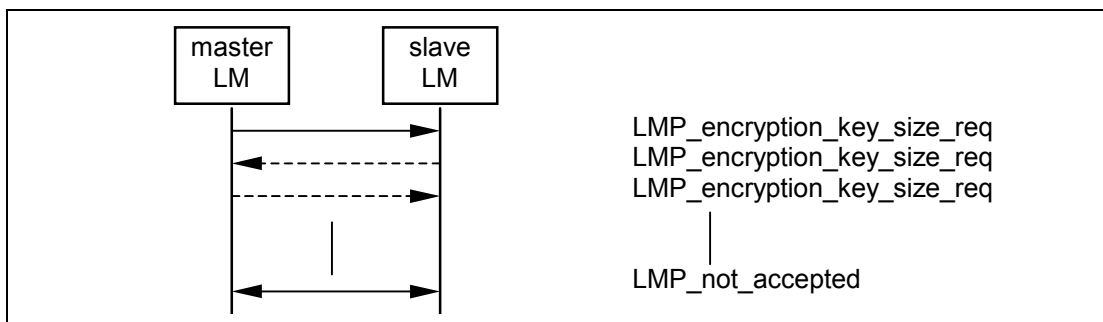 master
LM
slave
LM
LMP_encryption_key_size_req
LMP_encryption_key_size_req
LMP_encryption_key_size_req
LMP_not_accepted